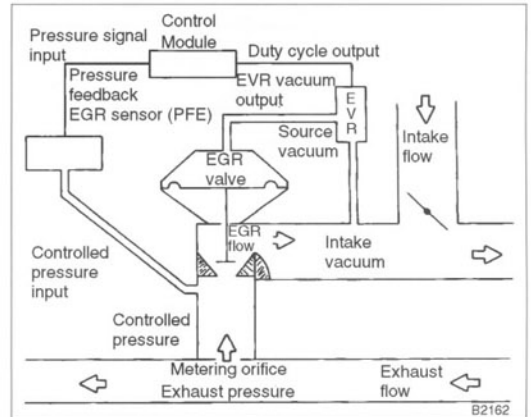 Control
Module
Pressure signal
input
Duty cycle output
Pressure
feedback
EGR sensor (PFE)
EVR vacuum
output
EVR
Source
vacuum
Intake
flow
EGR
valve
EGR
flow
Intake
vacuum
Controlled
pressure
input
Controlled
pressure
Metering orifice
Exhaust pressure
Exhaust
flow
B2162